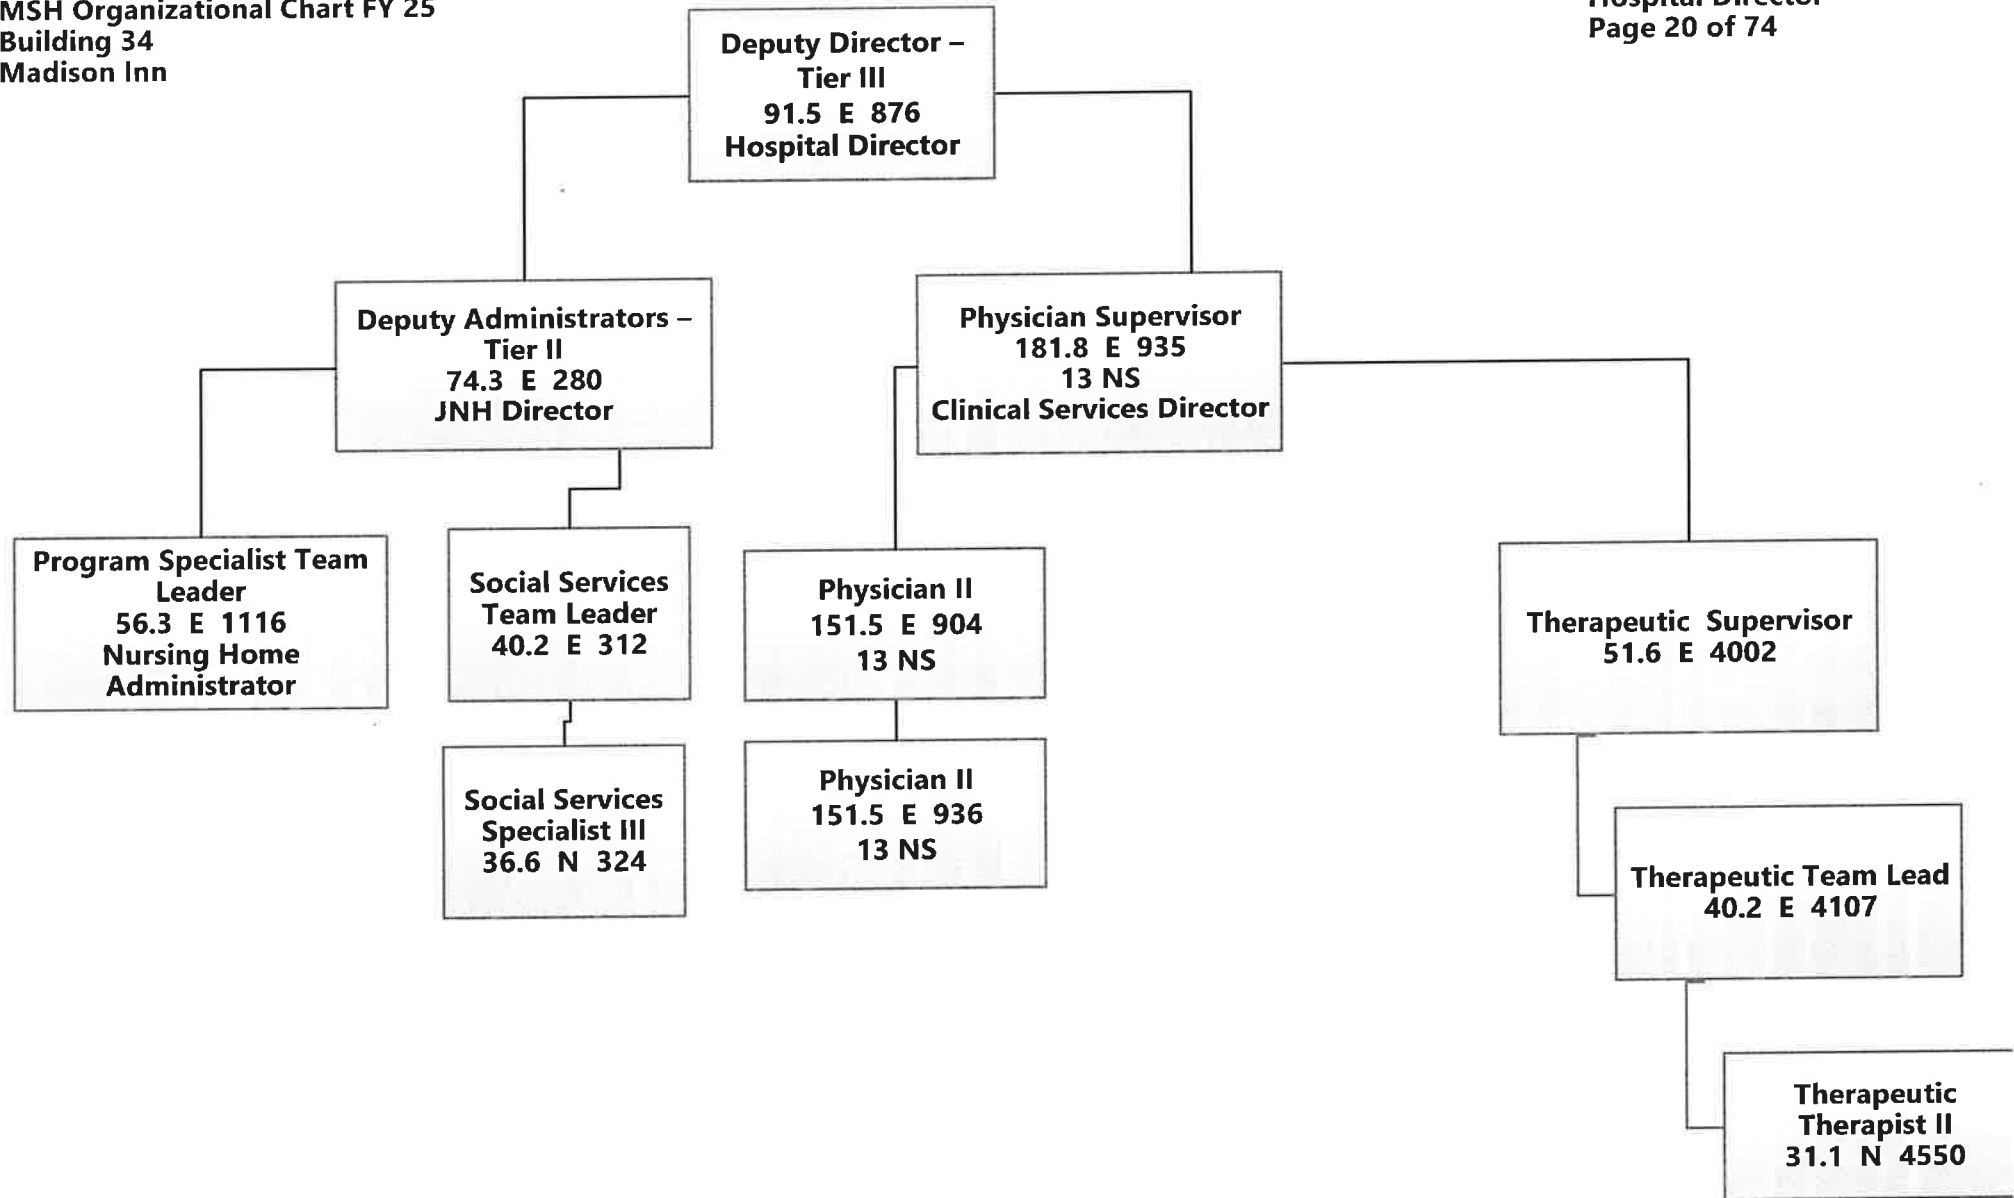 MSH Organizational Chart FY 25
Building 34
Madison Inn
Hospital Director
Page 20 of 74
Deputy Director –
Tier III
91.5 E 876
Hospital Director
Deputy Administrators –
Tier II
74.3 E 280
JNH Director
Physician Supervisor
181.8 E 935
13 NS
Clinical Services Director
Program Specialist Team
Leader
56.3 E 1116
Nursing Home
Administrator
Social Services
Team Leader
40.2 E 312
Physician II
151.5 E 904
13 NS
Therapeutic Supervisor
51.6 E 4002
Social Services
Specialist III
36.6 N 324
Physician II
151.5 E 936
13 NS
Therapeutic Team Lead
40.2 E 4107
Therapeutic
Therapist II
31.1 N 4550